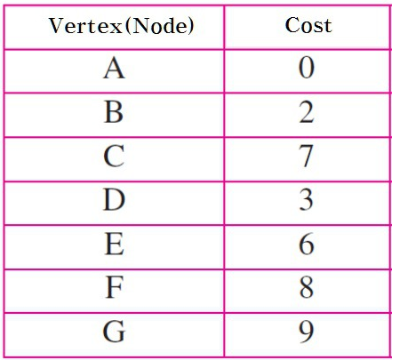 Vertex(Node) Cost
A 0
B 2
C 7
D 3
E 6
F 8
G 9